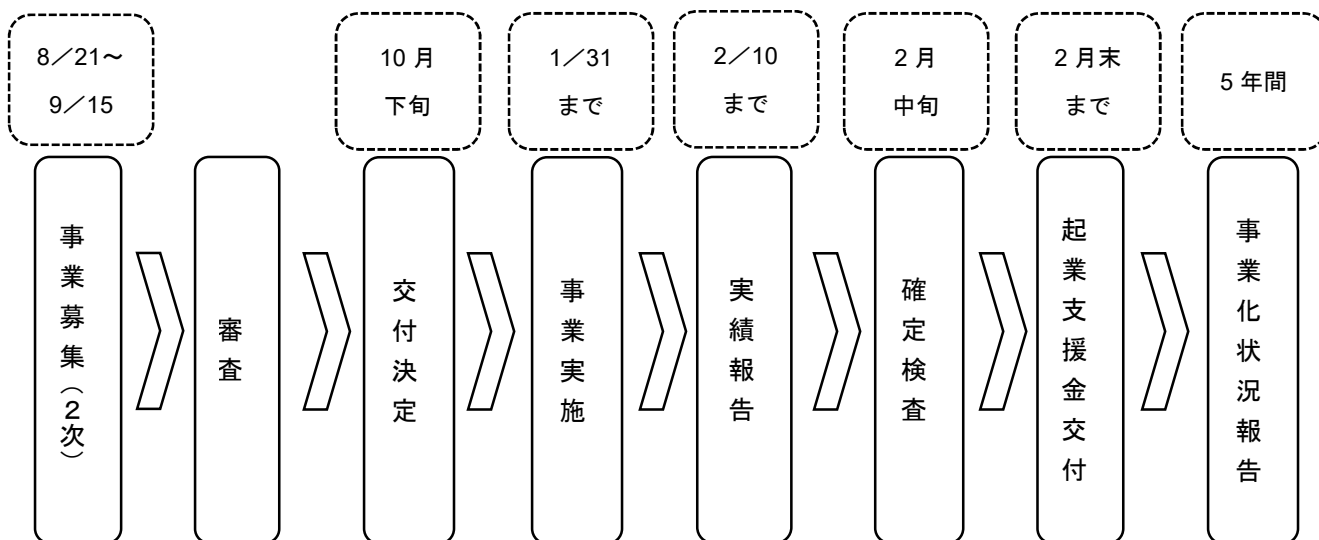 8／21～
9／15
10 月
下旬
1／31
まで
2／10
まで
2 月
中旬
2 月末
まで
5 年間
事業募集（2次）
審査
交付決定
事業実施
実績報告
確定検査
起業支援金交付
事業化状況報告